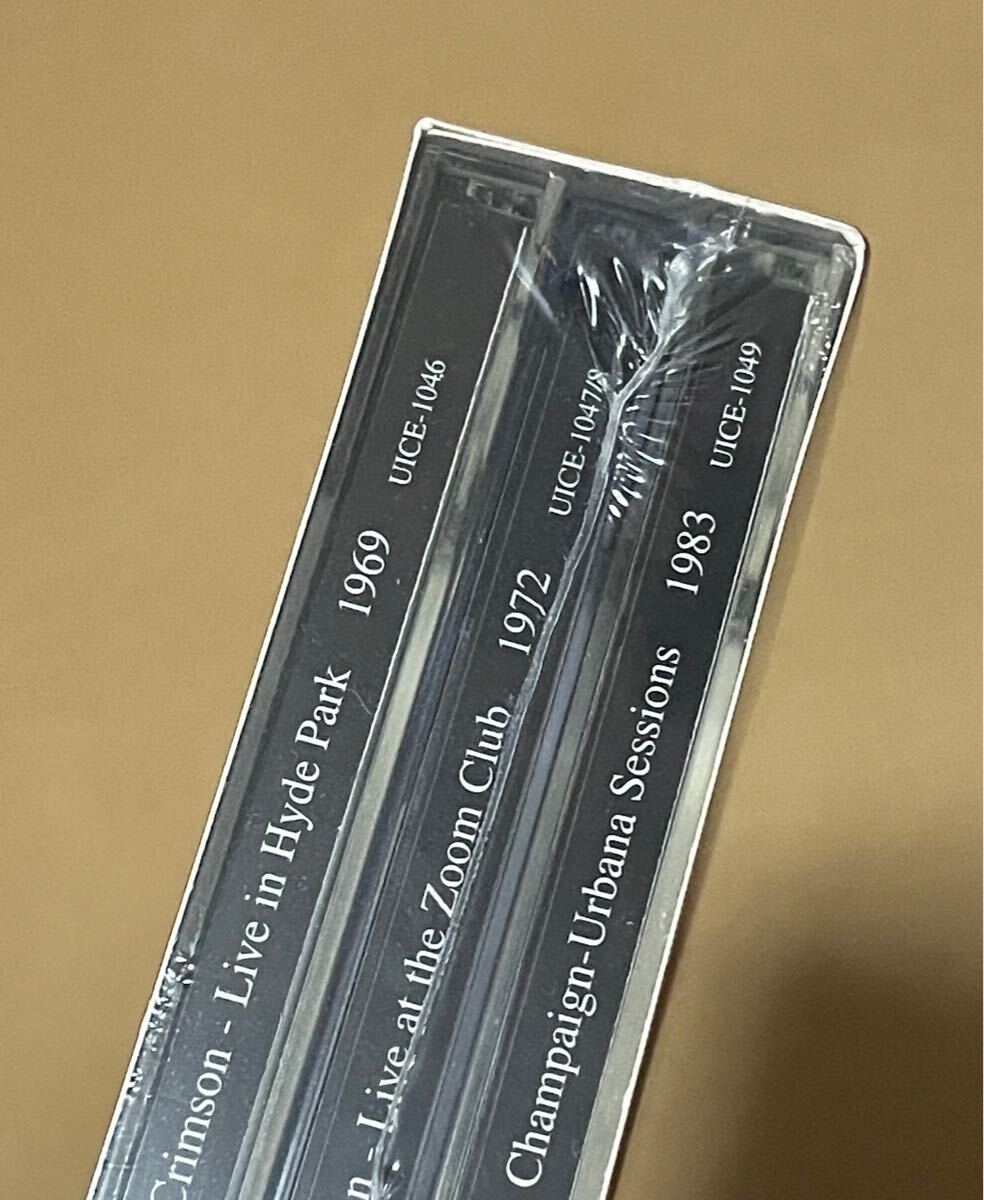 Crimson - Live in Hyde Park 1969 UICE-1046
n - Live at the Zoom Club 1972 UICE-1047/8
Champaign-Urbana Sessions 1983 UICE-1049